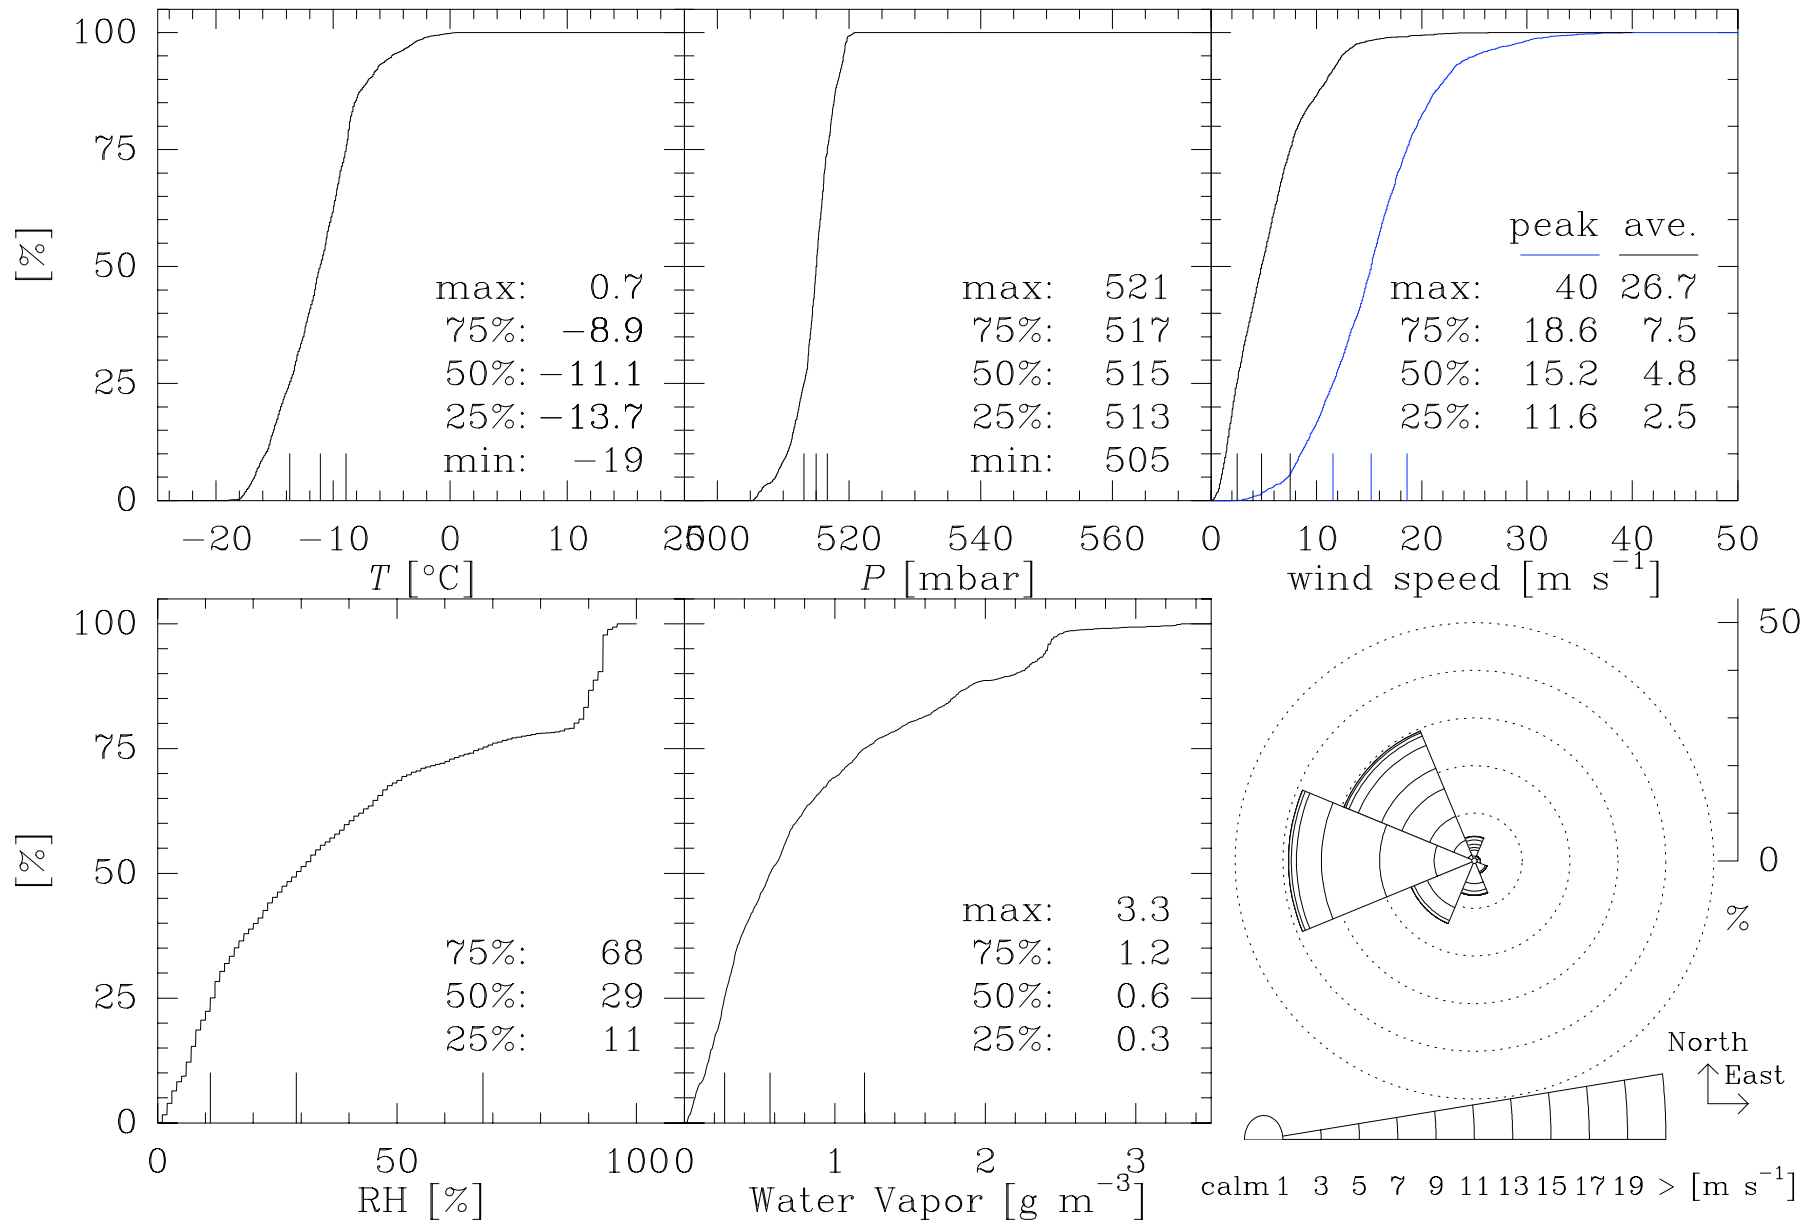 100
75
[%]
50
25
0
max: 0.7
75%: −8.9
50%: −11.1
25%: −13.7
min: −19
−20 −10 0 10 20
T [°C]
max: 521
75%: 517
50%: 515
25%: 513
min: 505
500 520 540 560
P [mbar]
peak ave.
max: 40 26.7
75%: 18.6 7.5
50%: 15.2 4.8
25%: 11.6 2.5
0 10 20 30 40 50
wind speed [m s⁻¹]
100
75
[%]
50
25
0
75%: 68
50%: 29
25%: 11
0 50 100
RH [%]
max: 3.3
75%: 1.2
50%: 0.6
25%: 0.3
0 1 2 3
Water Vapor [g m⁻³]
50
0
%
North
East
calm 1 3 5 7 9 11 13 15 17 19 > [m s⁻¹]